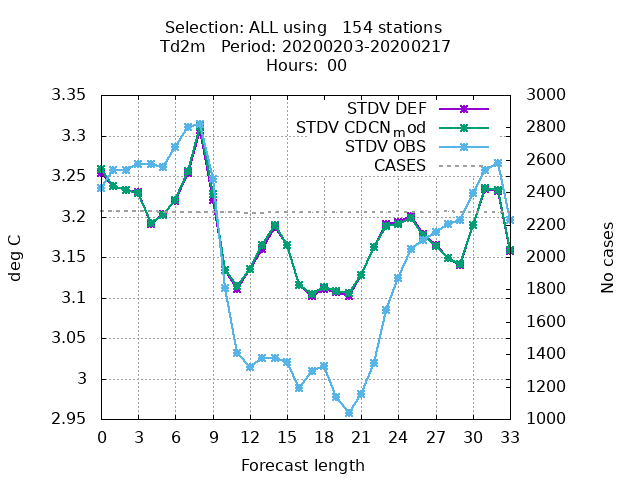 Selection: ALL using   154 stations
Td2m   Period: 20200203-20200217
Hours:  00
3.35
3.3
3.25
3.2
3.15
3.1
3.05
3
2.95
deg C
STDV DEF
STDV CDCN_mod
STDV OBS
CASES
3000
2800
2600
2400
2200
2000
1800
1600
1400
1200
1000
No cases
0 3 6 9 12 15 18 21 24 27 30 33
Forecast length